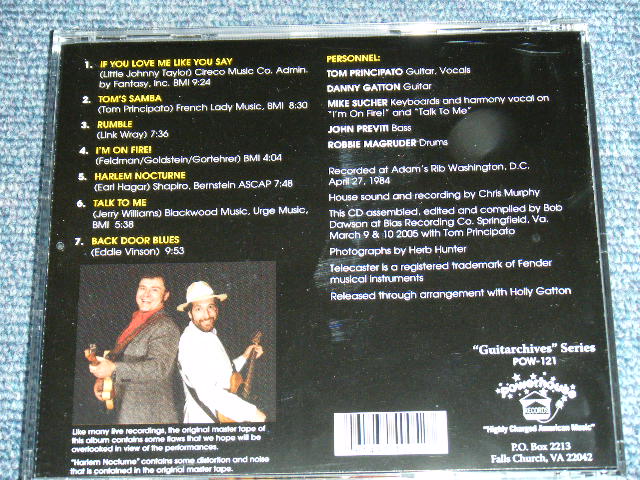 1. IF YOU LOVE ME LIKE YOU SAY
(Little Johnny Taylor) Cireco Music Co. Admin.
by Fantasy, Inc. BMI 9:24
2. TOM'S SAMBA
(Tom Principato) French Lady Music, BMI 8:30
3. RUMBLE
(Link Wray) 7:36
4. I'M ON FIRE!
(Feldman/Goldstein/Gortehrer) BMI 4:04
5. HARLEM NOCTURNE
(Earl Hagar) Shapiro, Bernstein ASCAP 7:48
6. TALK TO ME
(Jerry Williams) Blackwood Music, Urge Music,
BMI 5:38
7. BACK DOOR BLUES
(Eddie Vinson) 9:53
Like many live recordings, the original master tape of
this album contains some flaws that we hope will be
overlooked in view of the performances.
"Harlem Nocturne" contains some distortion and noise
that is contained in the original master tape.
PERSONNEL:
TOM PRINCIPATO Guitar, Vocals
DANNY GATTON Guitar
MIKE SUCHER Keyboards and harmony vocal on
"I'm On Fire!" and "Talk To Me"
JOHN PREVITI Bass
ROBBIE MAGRUDER Drums
Recorded at Adam's Rib Washington, D.C.
April 27, 1984
House sound and recording by Chris Murphy
This CD assembled, edited and compiled by Bob
Dawson at Bias Recording Co. Springfield, Va.
March 9 & 10 2005 with Tom Principato
Photographs by Herb Hunter
Telecaster is a registered trademark of Fender
musical instruments
Released through arrangement with Holly Gatton
"Guitarchives" Series
POW-121
Powerhouse
RECORDS
"Highly Charged American Music"
P.O. Box 2213
Falls Church, VA 22042